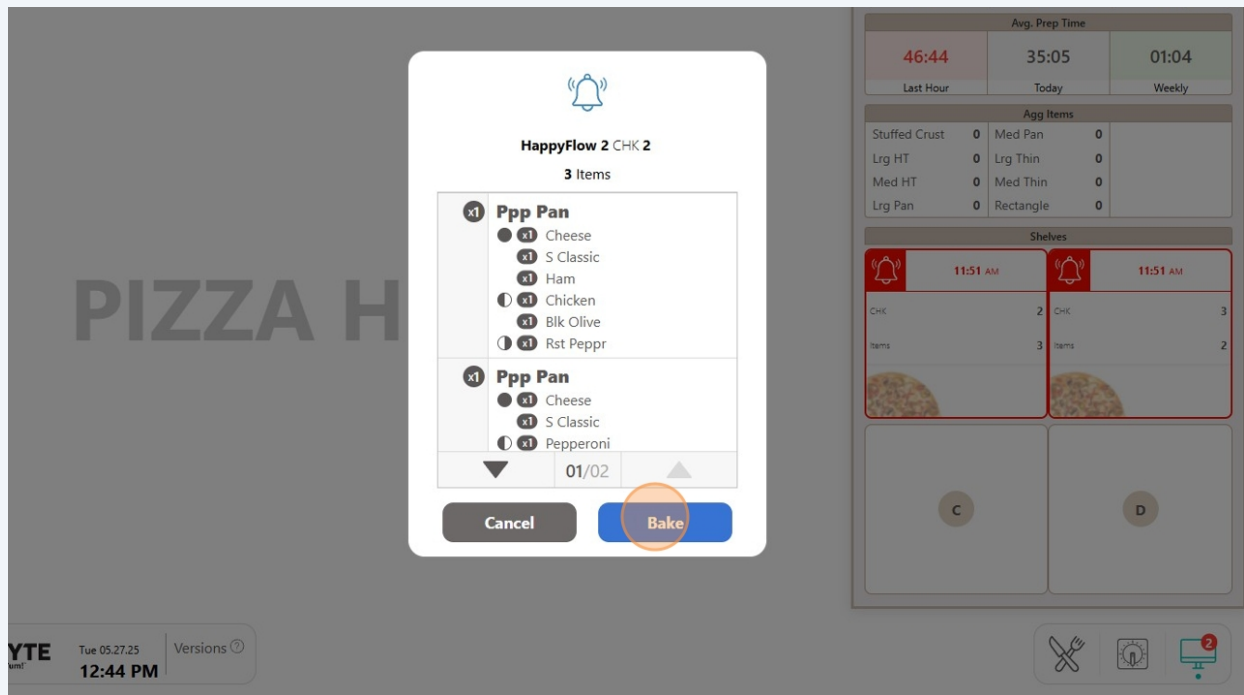 PIZZA H
HappyFlow 2 CHK 2
3 Items
x1 Ppp Pan
x1 Cheese
x1 S Classic
x1 Ham
x1 Chicken
x1 Blk Olive
x1 Rst Peppr
x1 Ppp Pan
x1 Cheese
x1 S Classic
x1 Pepperoni
01/02
Cancel Bake
Avg. Prep Time
46:44 35:05 01:04
Last Hour Today Weekly
Agg Items
Stuffed Crust 0 Med Pan 0
Lrg HT 0 Lrg Thin 0
Med HT 0 Med Thin 0
Lrg Pan 0 Rectangle 0
Shelves
11:51 AM 11:51 AM
CHK 2 CHK 3
Items 3 Items 2
C D
YTE Tue 05.27.25 Versions ?
um! 12:44 PM
2